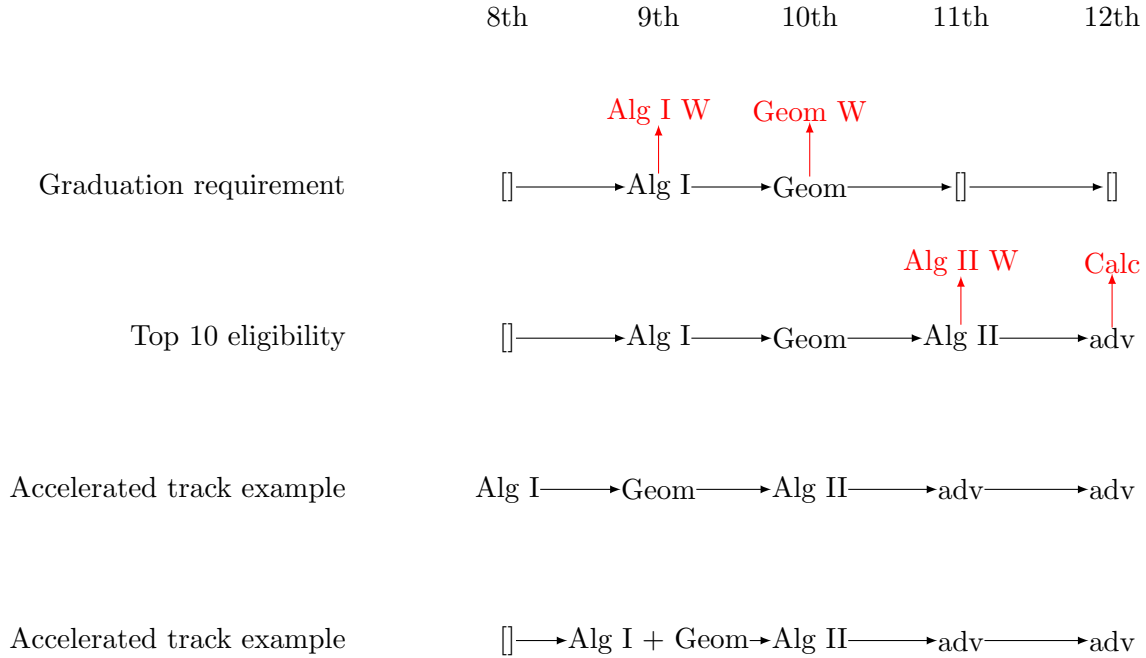 8th 9th 10th 11th 12th
Alg I W Geom W
Graduation requirement [] Alg I Geom [] []
Alg II W Calc
Top 10 eligibility [] Alg I Geom Alg II adv
Accelerated track example Alg I Geom Alg II adv adv
Accelerated track example [] Alg I + Geom Alg II adv adv